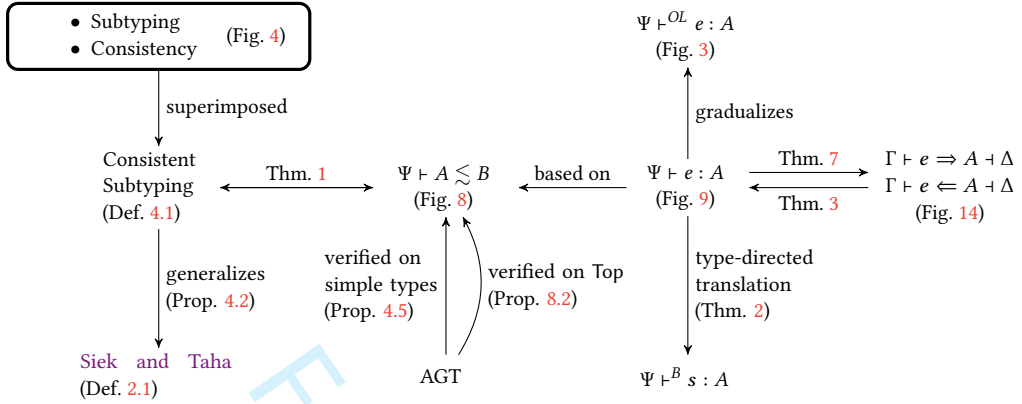 • Subtyping
• Consistency
(Fig. 4)
Ψ ⊢^{OL} e : A
(Fig. 3)
superimposed
gradualizes
Consistent
Subtyping
(Def. 4.1)
Thm. 1
Ψ ⊢ A ≲ B
(Fig. 8)
based on
Ψ ⊢ e : A
(Fig. 9)
Thm. 7
Thm. 3
Γ ⊢ e ⇒ A ⊣ Δ
Γ ⊢ e ⇐ A ⊣ Δ
(Fig. 14)
generalizes
(Prop. 4.2)
verified on
simple types
(Prop. 4.5)
verified on Top
(Prop. 8.2)
type-directed
translation
(Thm. 2)
Siek and Taha
(Def. 2.1)
AGT
Ψ ⊢^B s : A
F